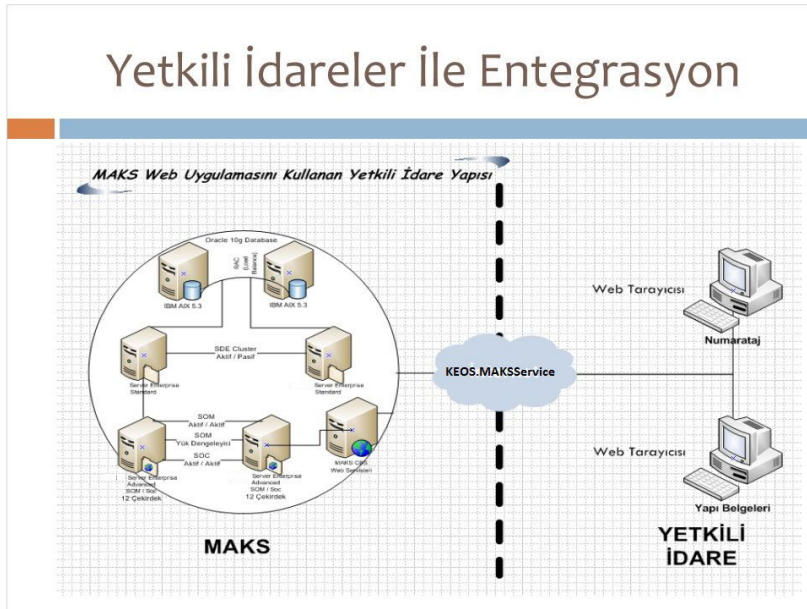 Yetkili İdareler İle Entegrasyon
MAKS Web Uygulamasını Kullanan Yetkili İdare Yapısı
Oracle 10g Database
(Load
Balance)
IBM AIX 5.3
IBM AIX 5.3
SDE Cluster
Aktif / Pasif
Server Enterprise
Standard
Server Enterprise
Standard
SOM
Aktif / Aktif
SOM
Yük Dengeleyici
SOC
Aktif / Aktif
Server Enterprise
Advanced
SOM / Soc
12 Çekirdek
Server Enterprise
Advanced
SOM / Soc
12 Çekirdek
MAKS CBS
Web Servisleri
MAKS
KEOS.MAKSService
Web Tarayıcısı
Numarataj
Web Tarayıcısı
Yapı Belgeleri
YETKİLİ
İDARE